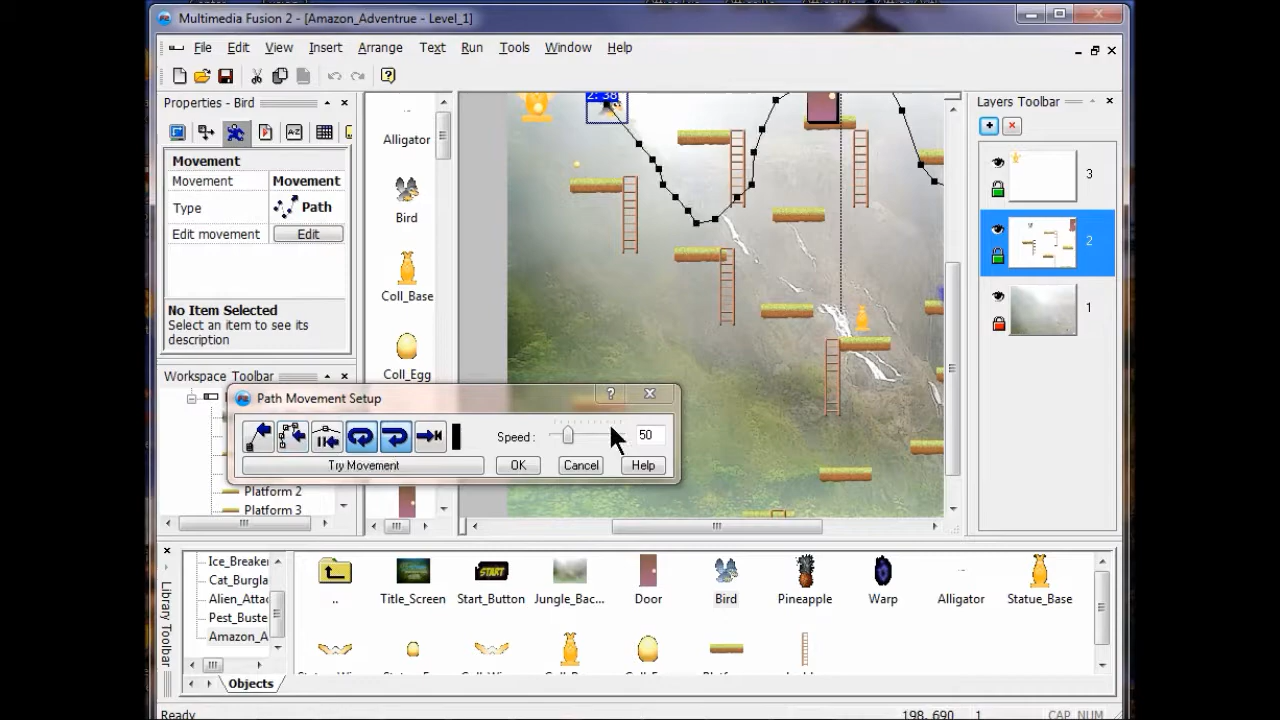 Multimedia Fusion 2 - [Amazon_Adventrue - Level_1]
File Edit View Insert Arrange Text Run Tools Window Help
Properties - Bird
Movement
Movement Movement
Type Path
Edit movement Edit
No Item Selected
Select an item to see its
description
Workspace Toolbar
Platform 2
Platform 3
Alligator
Bird
Coll_Base
Coll_Egg
2: 38
Layers Toolbar
3
2
1
Path Movement Setup
Speed : 50
Try Movement OK Cancel Help
Library Toolbar
Ice_Breaker
Cat_Burgla
Alien_Attac
Pest_Buste
Amazon_A
.. Title_Screen Start_Button Jungle_Bac... Door Bird Pineapple Warp Alligator Statue_Base
START
Objects
Ready 198, 690 1 CAP NUM